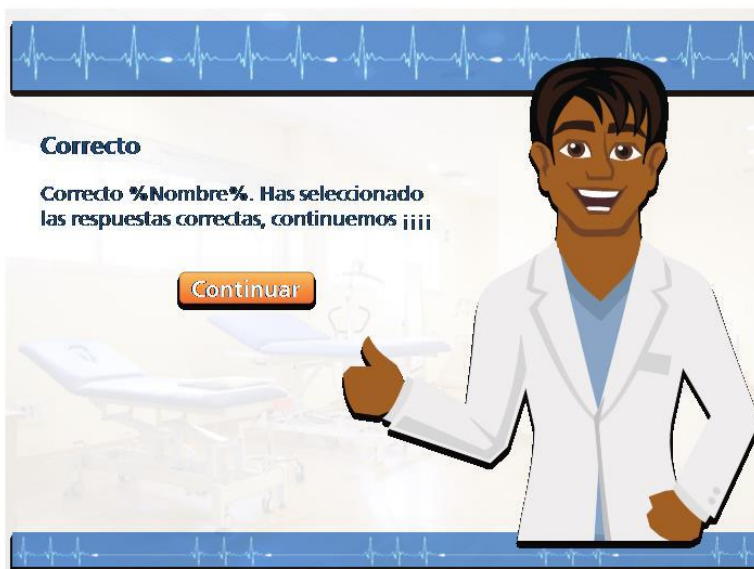 Correcto
Correcto %Nombre%. Has seleccionado
las respuestas correctas, continuemos ¡¡¡¡
Continuar